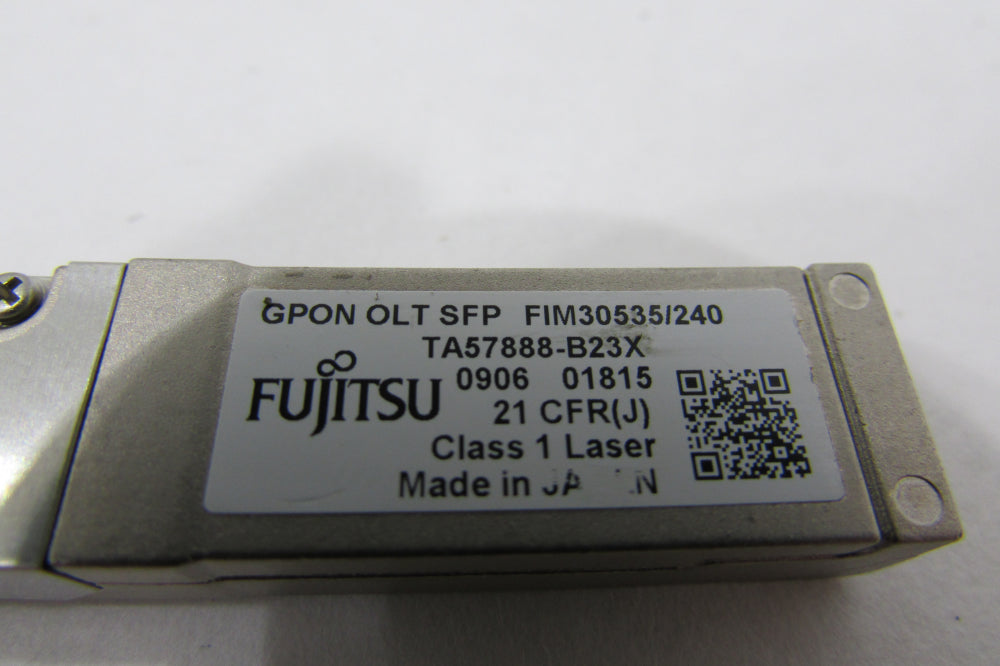 GPON OLT SFP FIM30535/240
TA57888-B23X
FUJITSU
0906 01815
21 CFR(J)
Class 1 Laser
Made in